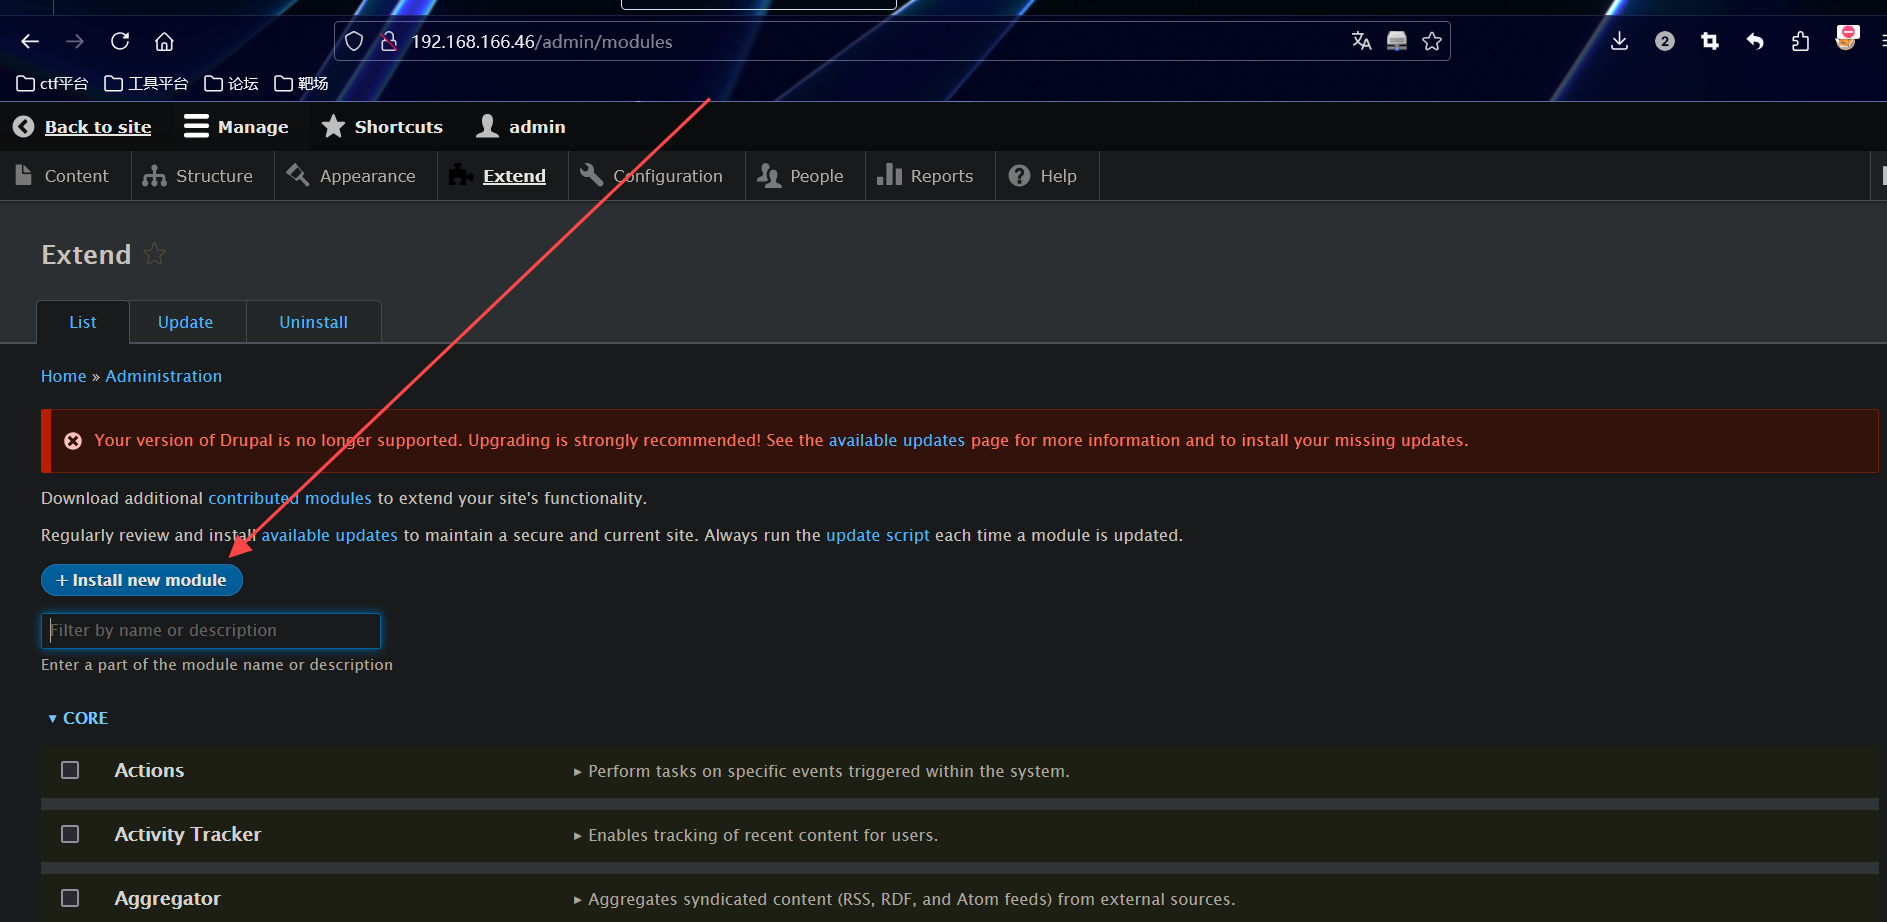 192.168.166.46/admin/modules
2
ctf平台 工具平台 论坛 靶场
Back to site Manage Shortcuts admin
Content Structure Appearance Extend Configuration People Reports Help
Extend
List Update Uninstall
Home » Administration
Your version of Drupal is no longer supported. Upgrading is strongly recommended! See the available updates page for more information and to install your missing updates.
Download additional contributed modules to extend your site's functionality.
Regularly review and install available updates to maintain a secure and current site. Always run the update script each time a module is updated.
+ Install new module
Filter by name or description
Enter a part of the module name or description
▾ CORE
Actions ▸ Perform tasks on specific events triggered within the system.
Activity Tracker ▸ Enables tracking of recent content for users.
Aggregator ▸ Aggregates syndicated content (RSS, RDF, and Atom feeds) from external sources.